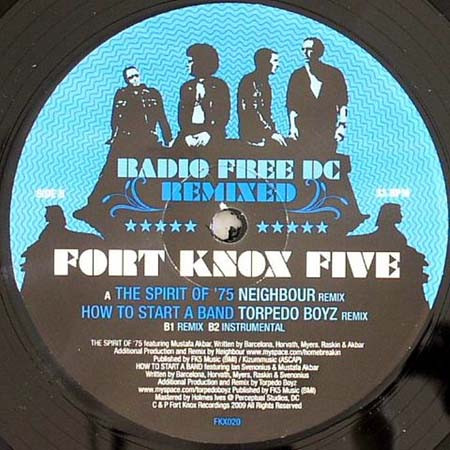 RADIO FREE DC
REMIXED
SIDE B
33 RPM
FORT KNOX FIVE
A THE SPIRIT OF '75 NEIGHBOUR REMIX
HOW TO START A BAND TORPEDO BOYZ REMIX
B1 REMIX B2 INSTRUMENTAL
THE SPIRIT OF '75 featuring Mustafa Akbar, Written by Barcelona, Horvath, Myers, Raskin & Akbar
Additional Production and Remix by Neighbour www.myspace.com/homebreakin
Published by FK5 Music (BMI) / Kizummusic (ASCAP)
HOW TO START A BAND featuring Ian Svenonius & Mustafa Akbar
Written by Barcelona, Horvath, Myers, Raskin & Svenonius
Additional Production and Remix by Torpedo Boyz
www.myspace.com/torpedoboyz Published by FK5 Music (BMI)
Mastered by Holmes Ives @ Perceptual Studios, DC
C & P Fort Knox Recordings 2009 All Rights Reserved
FKX020